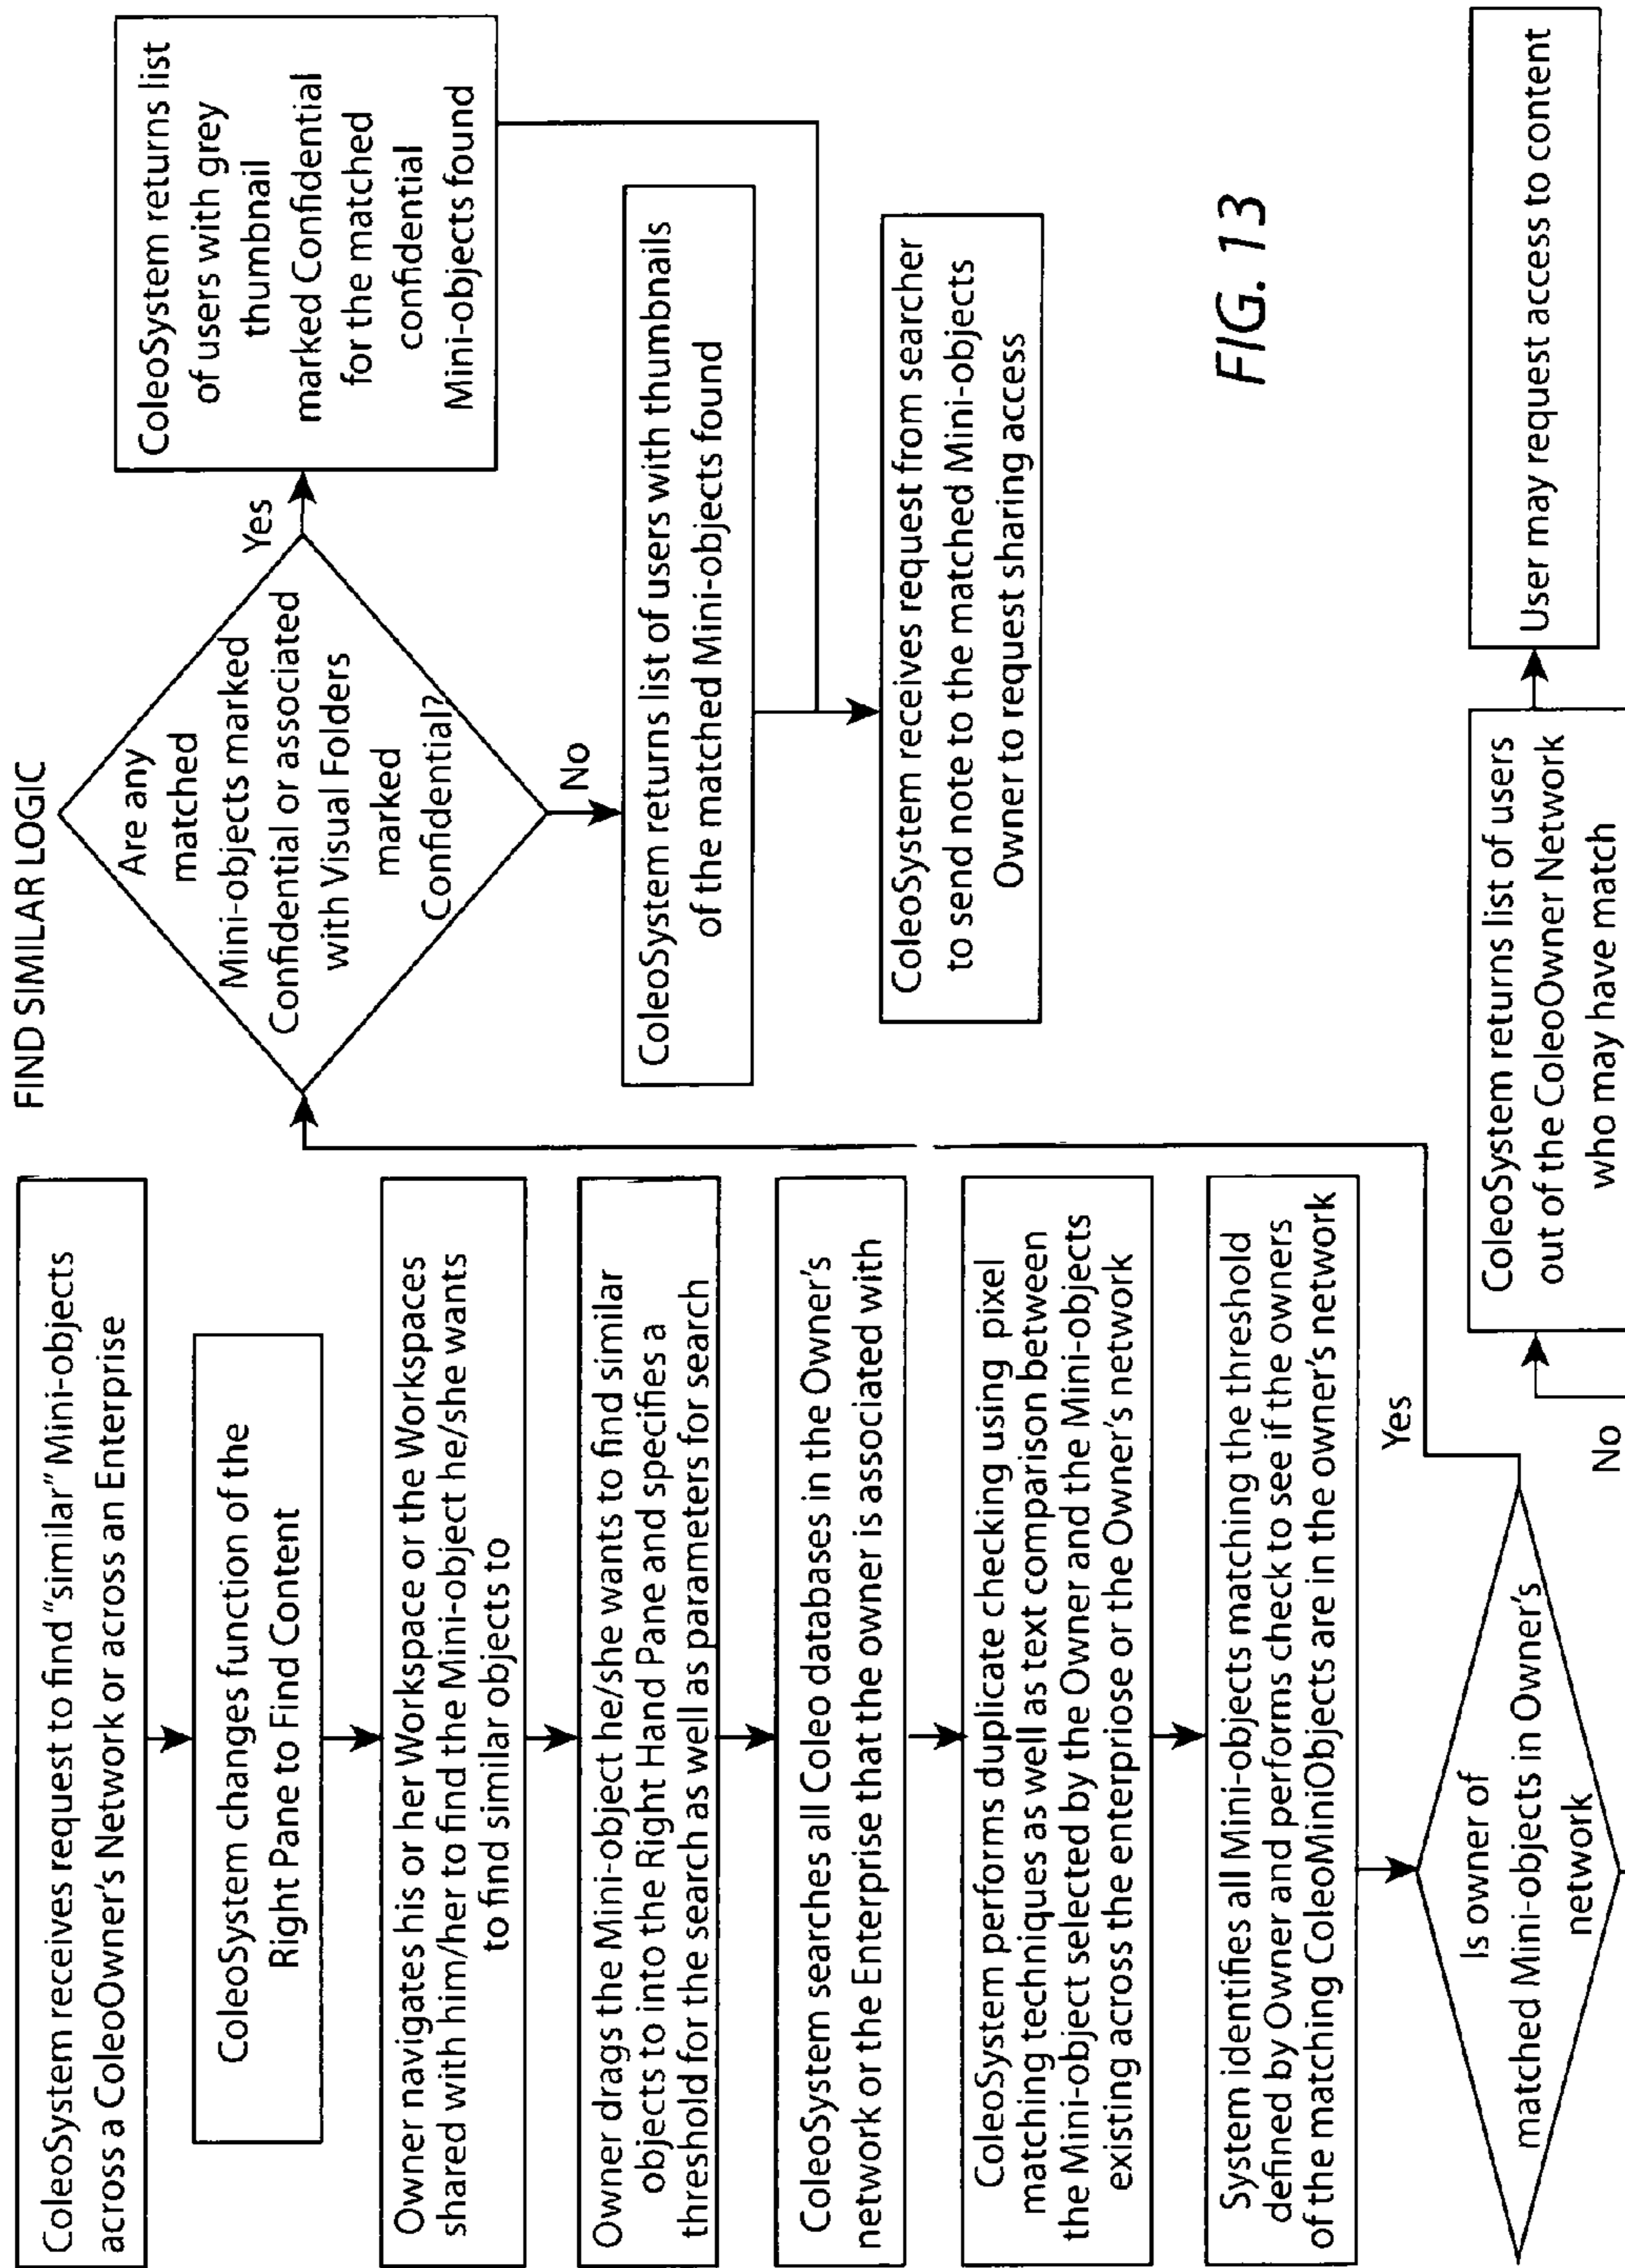 FIND SIMILAR LOGIC
ColeoSystem receives request to find "similar" Mini-objects
across a ColeoOwner's Network or across an Enterprise
ColeoSystem changes function of the
Right Pane to Find Content
Owner navigates his or her Workspace or the Workspaces
shared with him/her to find the Mini-object he/she wants
to find similar objects to
Owner drags the Mini-object he/she wants to find similar
objects to into the Right Hand Pane and specifies a
threshold for the search as well as parameters for search
ColeoSystem searches all Coleo databases in the Owner's
network or the Enterprise that the owner is associated with
ColeoSystem performs duplicate checking using pixel
matching techniques as well as text comparison between
the Mini-object selected by the Owner and the Mini-objects
existing across the enterpriose or the Owner's network
System identifies all Mini-objects matching the threshold
defined by Owner and performs check to see if the owners
of the matching ColeoMiniObjects are in the owner's network
Is owner of
matched Mini-objects in Owner's
network
Yes
No
ColeoSystem returns list of users
out of the ColeoOwner Network
who may have match
User may request access to content
Are any
matched
Mini-objects marked
Confidential or associated
with Visual Folders
marked
Confidential?
Yes
No
ColeoSystem returns list
of users with grey
thumbnail
marked Confidential
for the matched
confidential
Mini-objects found
ColeoSystem returns list of users with thumbnails
of the matched Mini-objects found
ColeoSystem receives request from searcher
to send note to the matched Mini-objects
Owner to request sharing access
FIG. 13